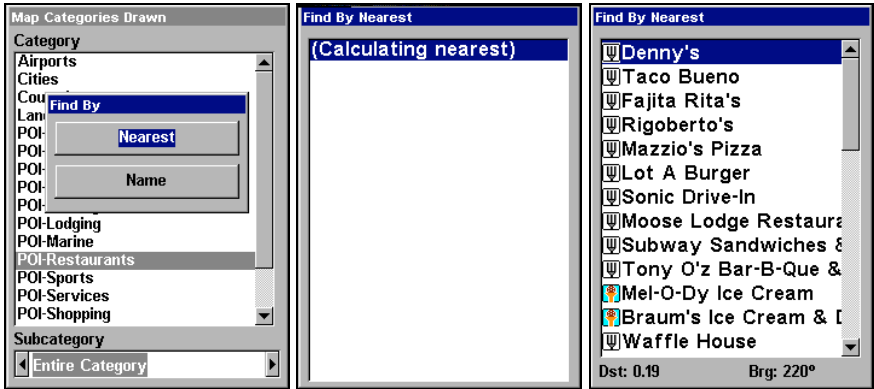 Map Categories Drawn
Category
Airports
Cities
Cou
Lan
POI-
POI-
POI-
POI-
POI-
POI-Lodging
POI-Marine
POI-Restaurants
POI-Sports
POI-Services
POI-Shopping
Subcategory
Entire Category
Find By
Nearest
Name
Find By Nearest
(Calculating nearest)
Find By Nearest
Denny's
Taco Bueno
Fajita Rita's
Rigoberto's
Mazzio's Pizza
Lot A Burger
Sonic Drive-In
Moose Lodge Restaura
Subway Sandwiches &
Tony O'z Bar-B-Que &
Mel-O-Dy Ice Cream
Braum's Ice Cream & D
Waffle House
Dst: 0.19 Brg: 220°